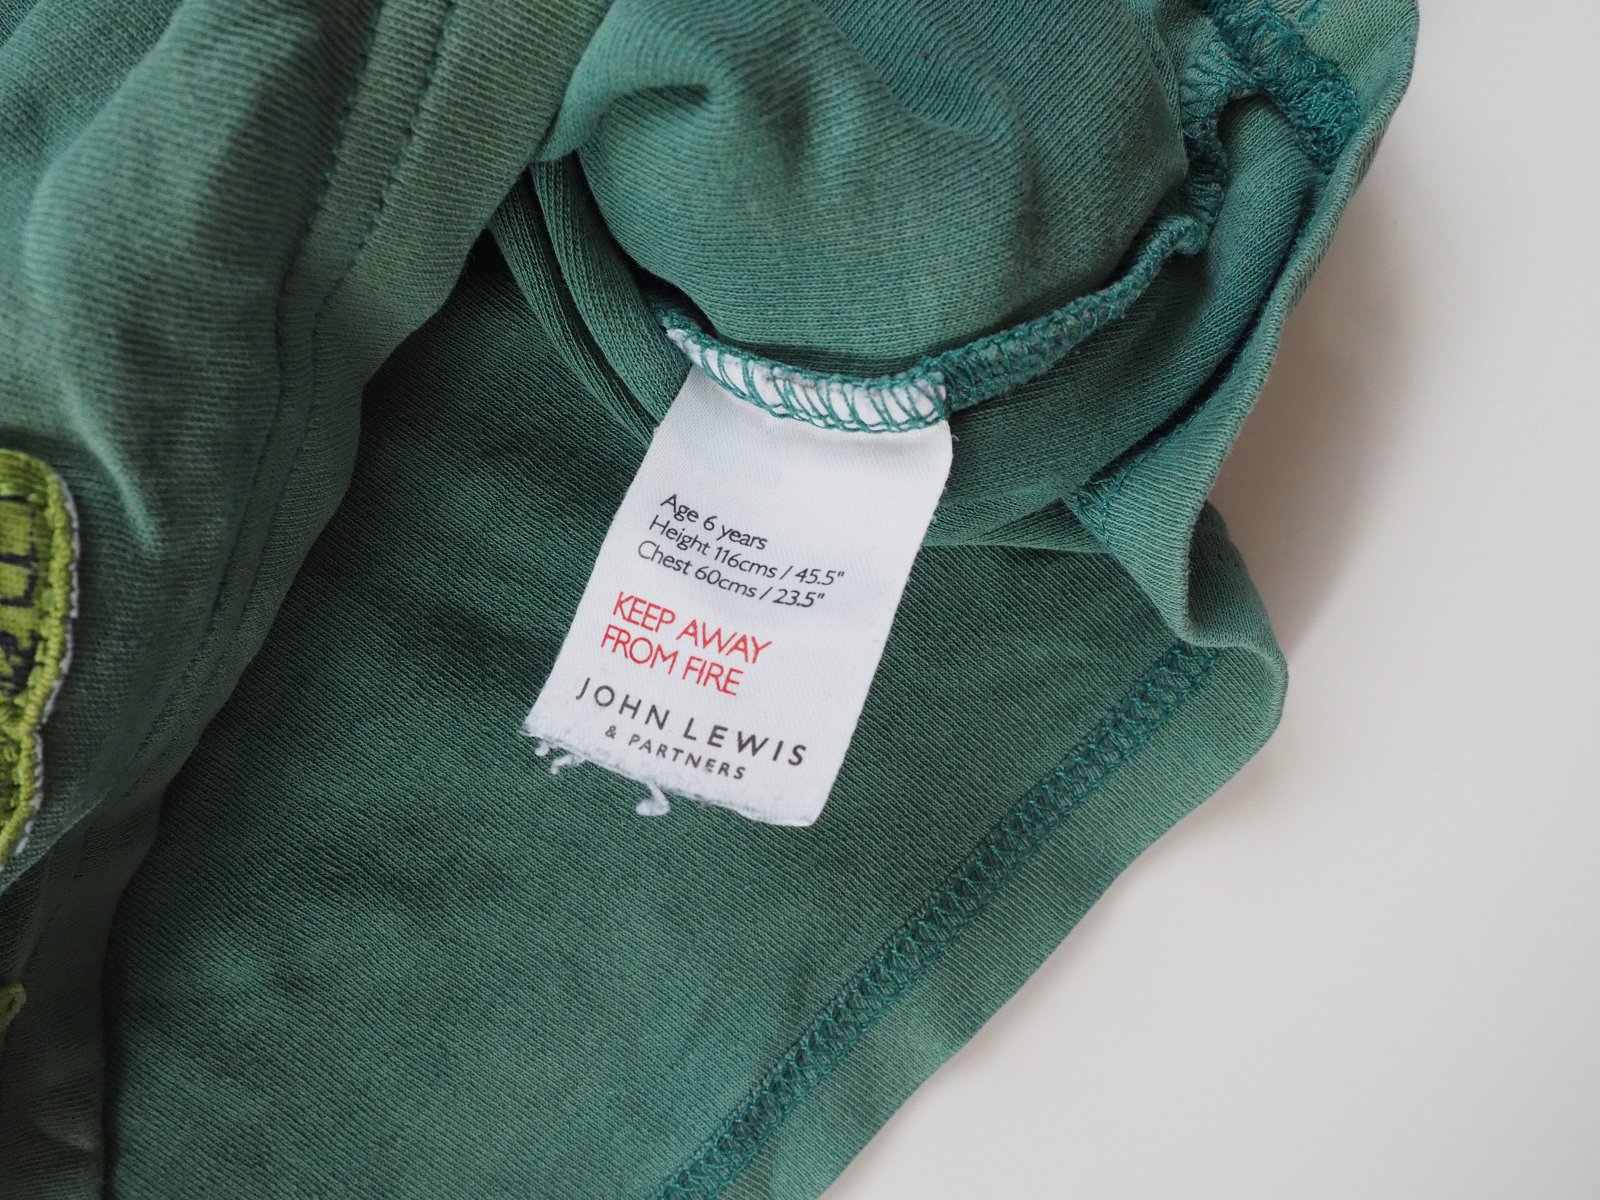 Age 6 years
Height 116cms / 45.5"
Chest 60cms / 23.5"
KEEP AWAY
FROM FIRE
JOHN LEWIS
& PARTNERS